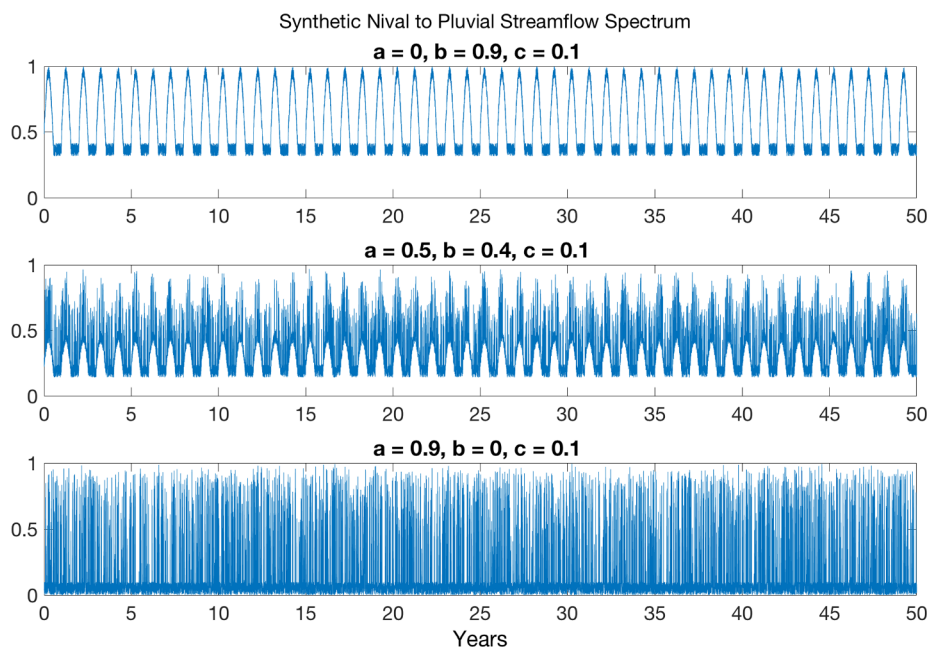 Synthetic Nival to Pluvial Streamflow Spectrum
a = 0, b = 0.9, c = 0.1
1
0.5
0
0 5 10 15 20 25 30 35 40 45 50
a = 0.5, b = 0.4, c = 0.1
1
0.5
0
0 5 10 15 20 25 30 35 40 45 50
a = 0.9, b = 0, c = 0.1
1
0.5
0
0 5 10 15 20 25 30 35 40 45 50
Years